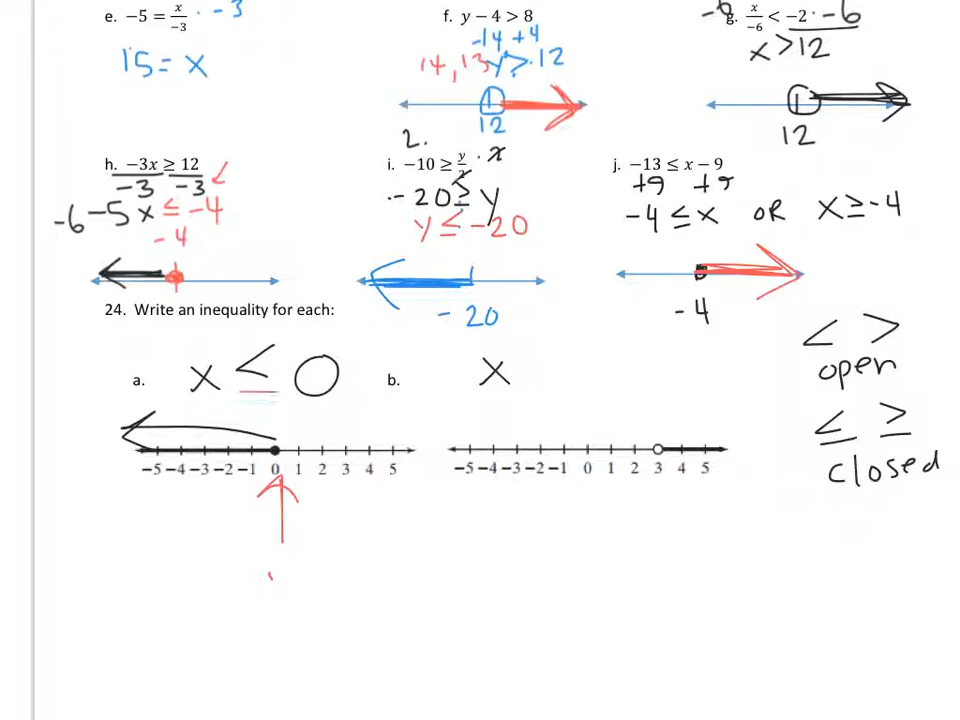 e. −5 = x/−3 · -3
15 = x
f. y − 4 > 8
-14 +4
14, 13 y > 12
12
g. x/−6 < −2 · -6
x > 12
12
h. −3x ≥ 12
-3 -3
-6 -5 x ≤ -4
-4
2.
i. −10 ≥ y/2 · x
-20 ≥ y
y ≤ -20
- 20
j. −13 ≤ x − 9
+9 +9
-4 ≤ x OR x ≥ -4
-4
24. Write an inequality for each:
a. x ≤ 0
b. x
< >
open
≤ ≥
closed
−5 −4 −3 −2 −1 0 1 2 3 4 5
−5 −4 −3 −2 −1 0 1 2 3 4 5